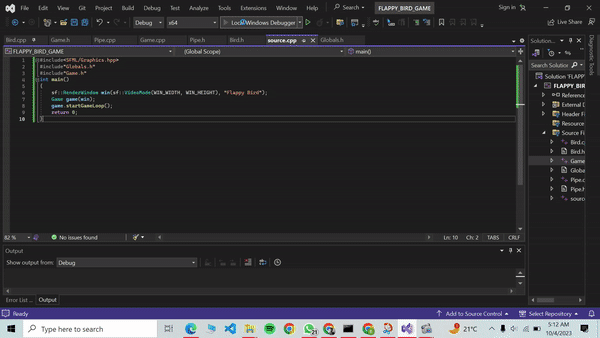 File Edit View Git Project Build Debug Test Analyze Tools Extensions Window Help Search FLAPPY_BIRD_GAME Sign in
Debug x64 Local Windows Debugger Live Share
Bird.cpp Game.h Pipe.cpp Game.cpp Pipe.h Bird.h source.cpp Globals.h
FLAPPY_BIRD_GAME (Global Scope) main()
1 #include<SFML/Graphics.hpp>
2 #include"Globals.h"
3 #include"Game.h"
4 int main()
5 {
6 sf::RenderWindow win(sf::VideoMode(WIN_WIDTH, WIN_HEIGHT), "Flappy Bird");
7 Game game(win);
8 game.startGameLoop();
9 return 0;
10 }
82 % No issues found Ln: 10 Ch: 2 TABS CRLF
Output
Show output from: Debug
Error List ... Output
Solution...
Search Solution
Solution 'FLAPPY
FLAPPY_BIRD
Reference
External D
Header Fi
Resource
Source Fi
Bird.c
Bird.h
Game
Globa
Pipe.c
Pipe.h
sourc
Diagnostic Tools
Ready Add to Source Control Select Repository
Type here to search 21 21°C 5:12 AM
10/4/2023